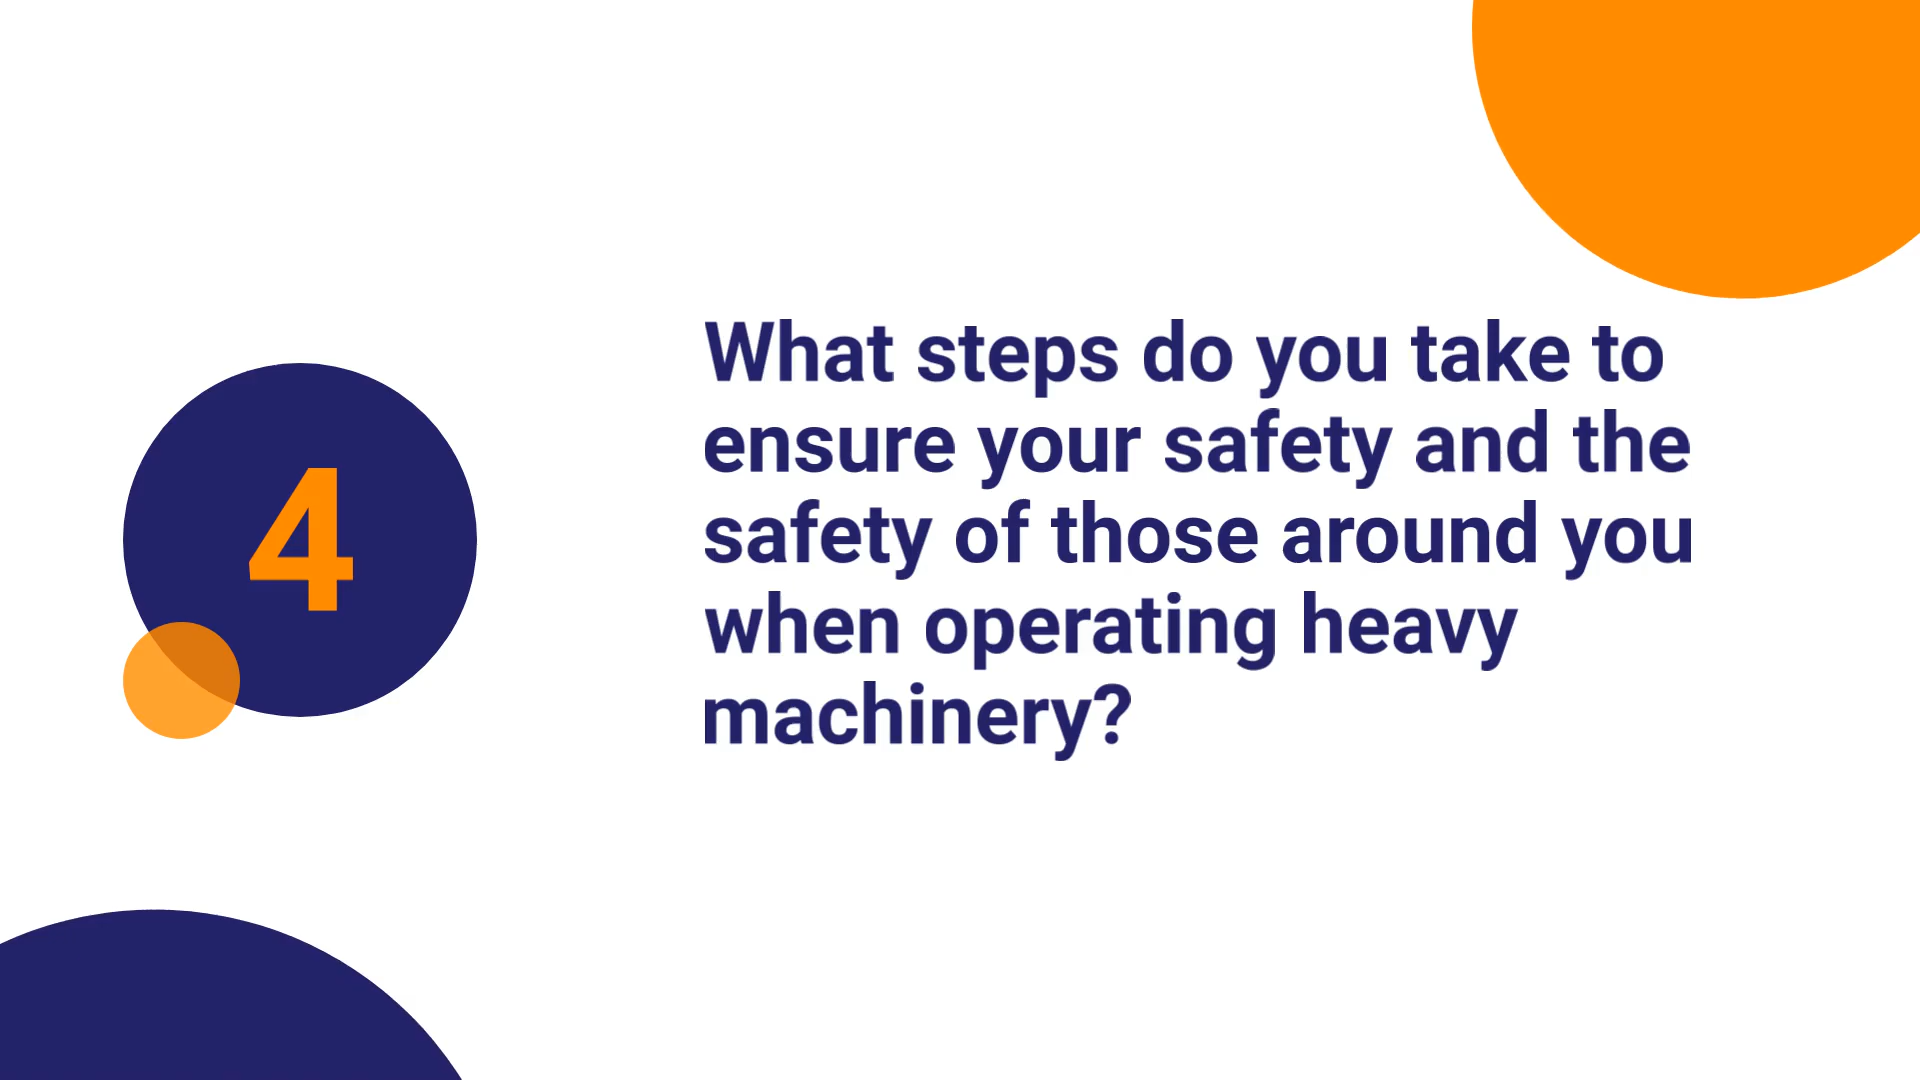 4
What steps do you take to
ensure your safety and the
safety of those around you
when operating heavy
machinery?